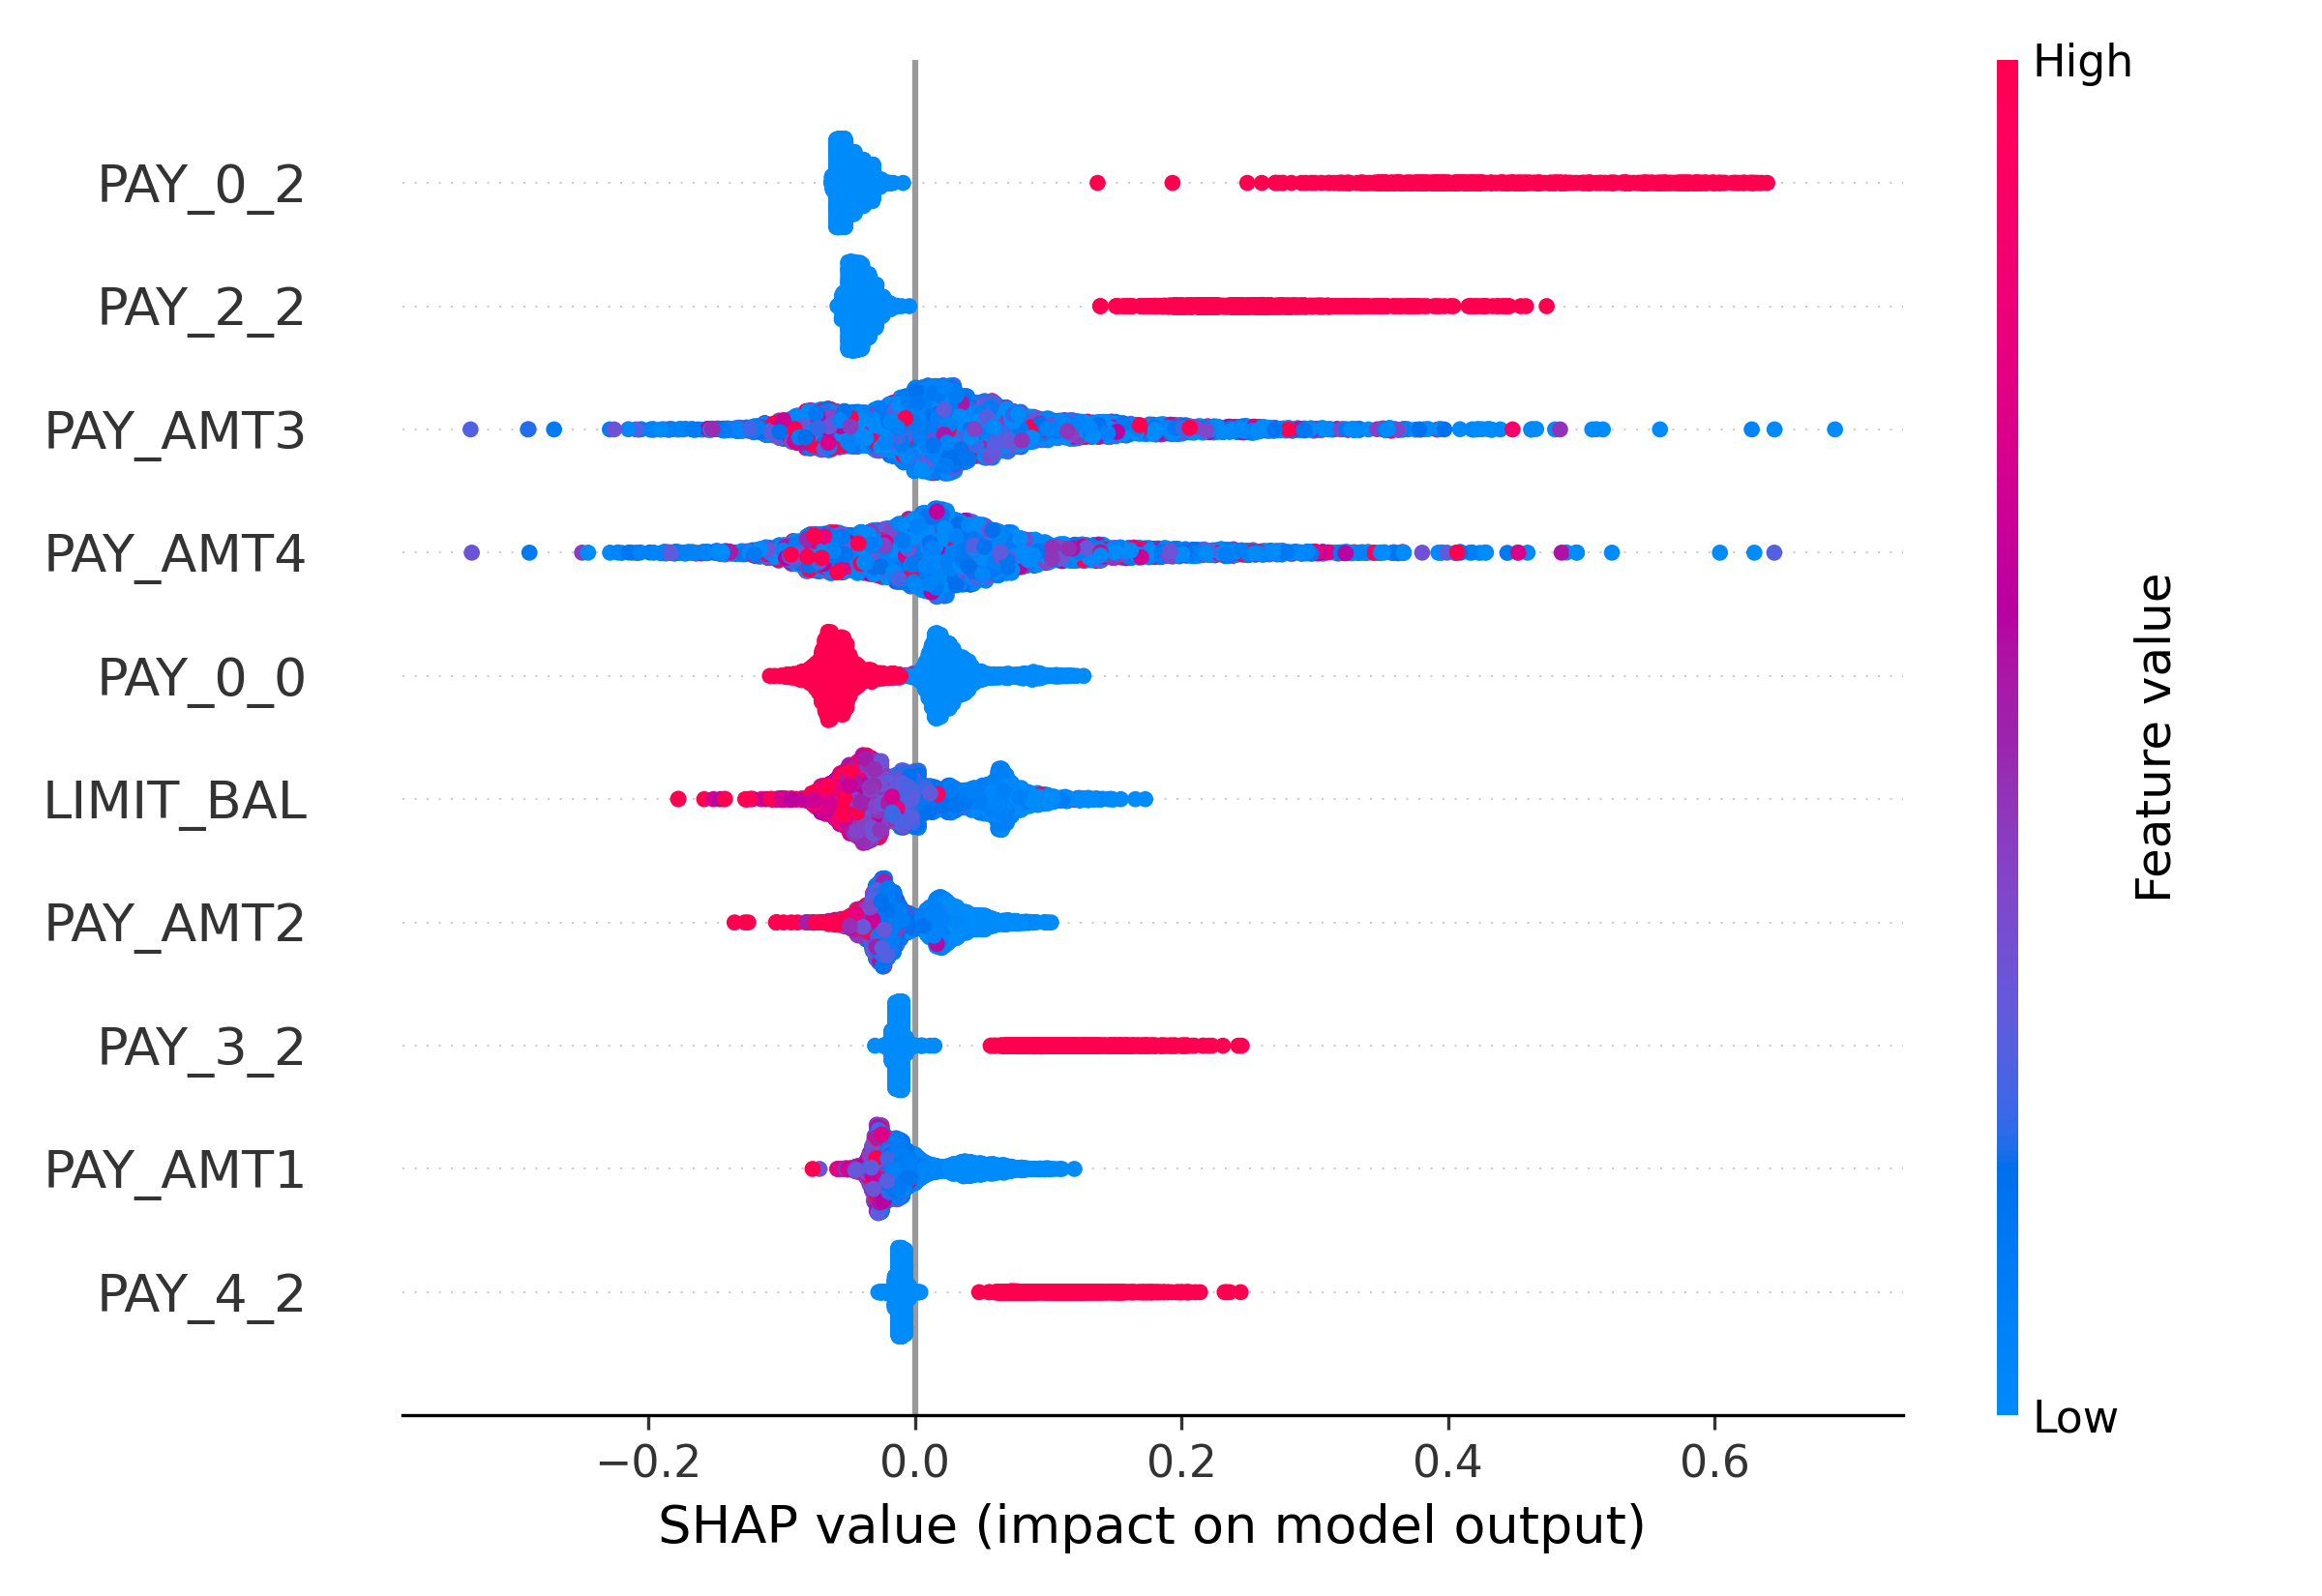 High
PAY_0_2
PAY_2_2
PAY_AMT3
PAY_AMT4
PAY_0_0
LIMIT_BAL
PAY_AMT2
PAY_3_2
PAY_AMT1
PAY_4_2
Feature value
Low
−0.2 0.0 0.2 0.4 0.6
SHAP value (impact on model output)